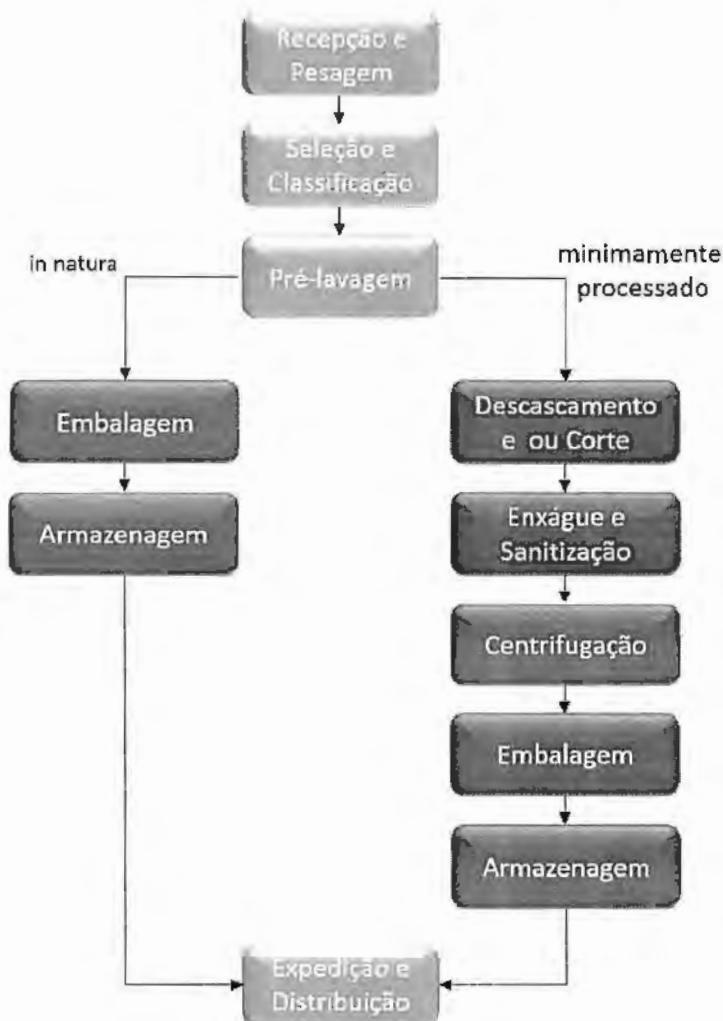 Recepção e
Pesagem
Seleção e
Classificação
in natura
Pré-lavagem
minimamente
processado
Embalagem
Armazenagem
Descascamento
e ou Corte
Enxágue e
Sanitização
Centrifugação
Embalagem
Armazenagem
Expedição e
Distribuição